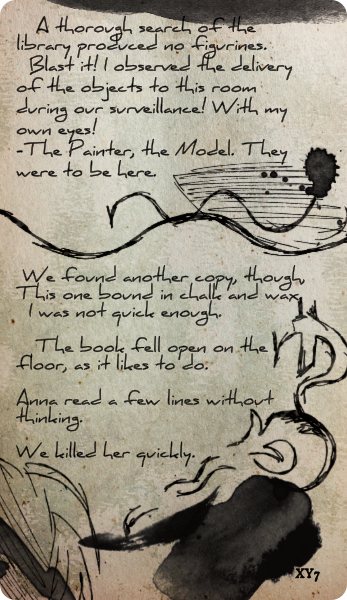 A thorough search of the
library produced no figurines.
Blast it! I observed the delivery
of the objects to this room
during our surveillance! With my
own eyes!
-The Painter, the Model. They
were to be here.
We found another copy, though,
This one bound in chalk and wax.
I was not quick enough.
The book fell open on the
floor, as it likes to do.
Anna read a few lines without
thinking.
We killed her quickly.
XY7